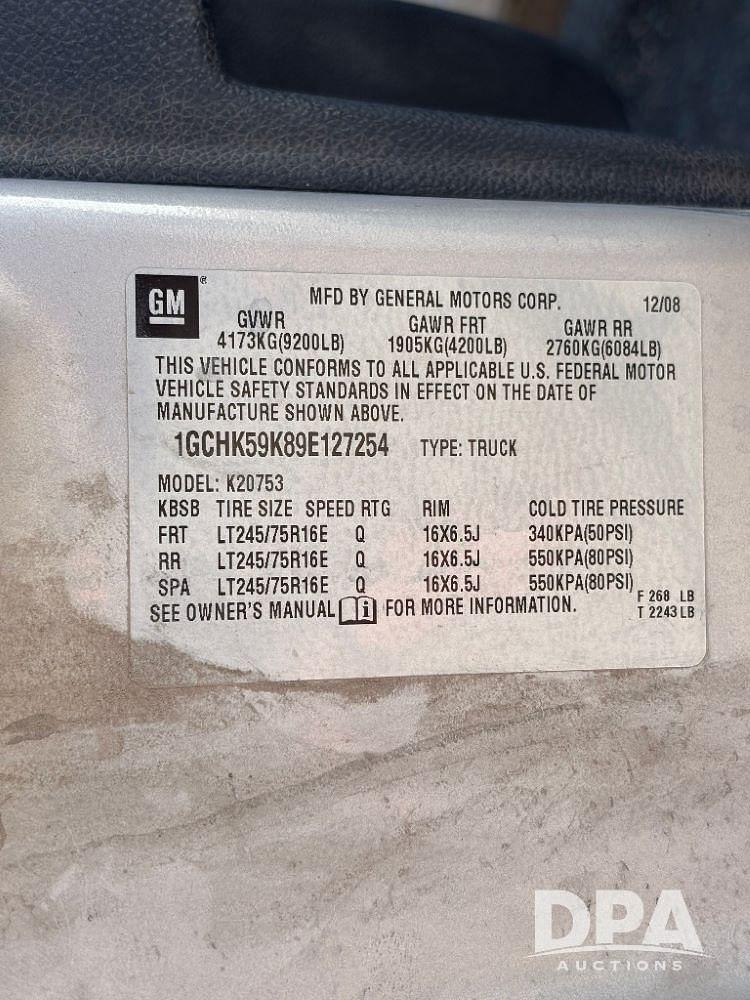 GM ®
MFD BY GENERAL MOTORS CORP. 12/08
GVWR GAWR FRT GAWR RR
4173KG(9200LB) 1905KG(4200LB) 2760KG(6084LB)
THIS VEHICLE CONFORMS TO ALL APPLICABLE U.S. FEDERAL MOTOR
VEHICLE SAFETY STANDARDS IN EFFECT ON THE DATE OF
MANUFACTURE SHOWN ABOVE.
1GCHK59K89E127254 TYPE: TRUCK
MODEL: K20753
KBSB TIRE SIZE SPEED RTG RIM COLD TIRE PRESSURE
FRT LT245/75R16E Q 16X6.5J 340KPA(50PSI)
RR LT245/75R16E Q 16X6.5J 550KPA(80PSI)
SPA LT245/75R16E Q 16X6.5J 550KPA(80PSI)
SEE OWNER'S MANUAL i FOR MORE INFORMATION.
F 268 LB
T 2243 LB
DPA
AUCTIONS